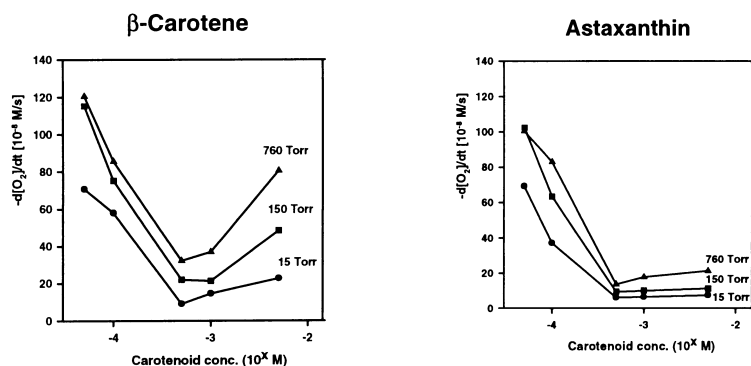 β-Carotene
-d[O₂]/dt [10⁻⁸ M/s]
140
120
100
80
60
40
20
0
760 Torr
150 Torr
15 Torr
-4
-3
-2
Carotenoid conc. (10ˣ M)
Astaxanthin
-d[O₂]/dt [10⁻⁸ M/s]
140
120
100
80
60
40
20
0
760 Torr
150 Torr
15 Torr
-4
-3
-2
Carotenoid conc. (10ˣ M)